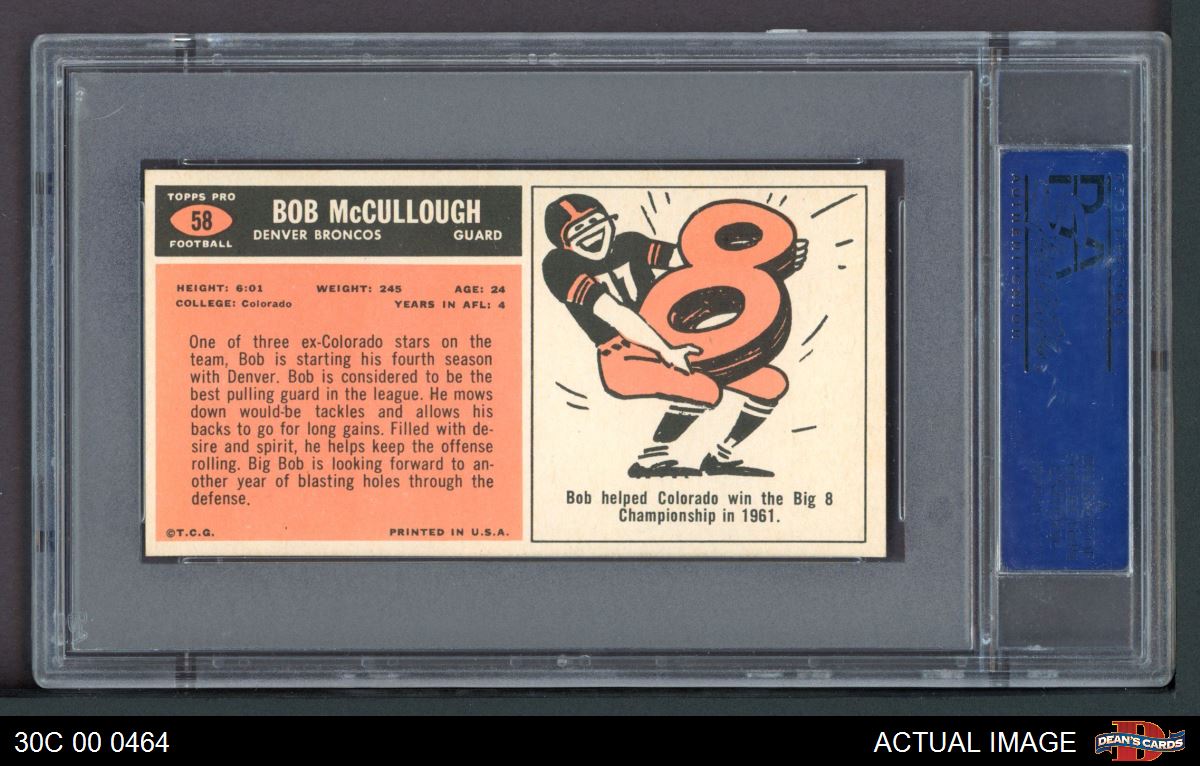 TOPPS PRO
58
FOOTBALL
BOB McCULLOUGH
DENVER BRONCOS GUARD
HEIGHT: 6:01 WEIGHT: 245 AGE: 24
COLLEGE: Colorado YEARS IN AFL: 4
One of three ex-Colorado stars on the
team, Bob is starting his fourth season
with Denver. Bob is considered to be the
best pulling guard in the league. He mows
down would-be tackles and allows his
backs to go for long gains. Filled with de-
sire and spirit, he helps keep the offense
rolling. Big Bob is looking forward to an-
other year of blasting holes through the
defense.
©T.C.G. PRINTED IN U.S.A.
17
8
Bob helped Colorado win the Big 8
Championship in 1961.
PSA
30C 00 0464
ACTUAL IMAGE
D
DEAN'S CARDS